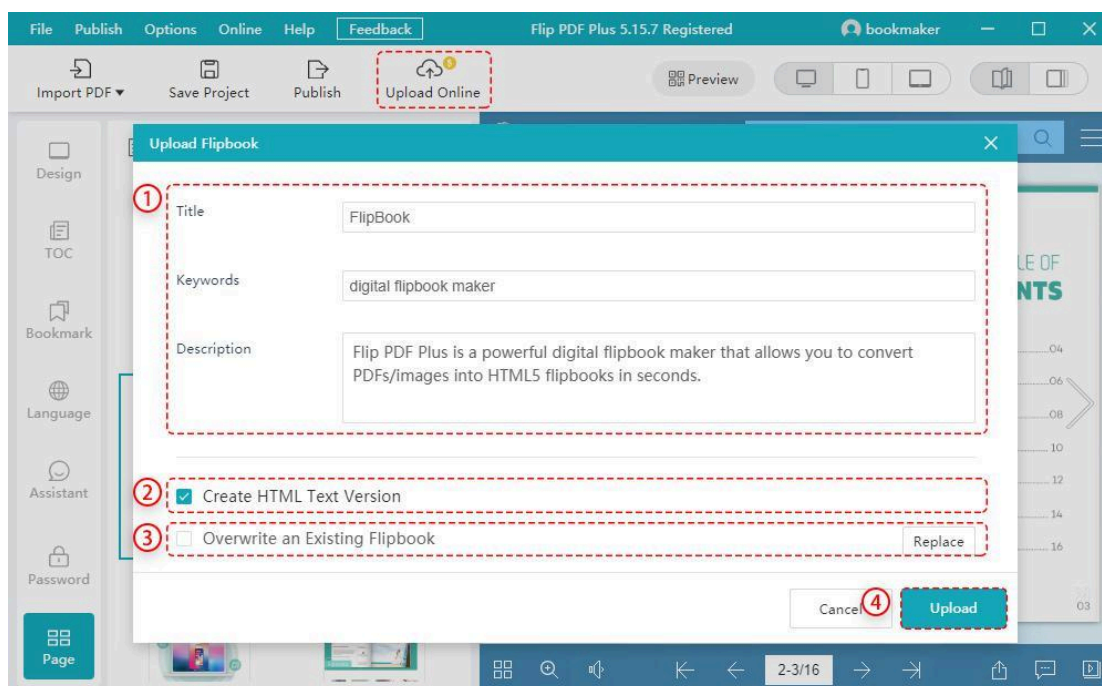 File Publish Options Online Help Feedback Flip PDF Plus 5.15.7 Registered bookmaker
Import PDF Save Project Publish Upload Online Preview
Design
TOC
Bookmark
Language
Assistant
Password
Page
Upload Flipbook
1
Title FlipBook
Keywords digital flipbook maker
Description Flip PDF Plus is a powerful digital flipbook maker that allows you to convert
PDFs/images into HTML5 flipbooks in seconds.
2 Create HTML Text Version
3 Overwrite an Existing Flipbook Replace
Cancel 4 Upload
LE OF
NTS
04
06
08
10
12
14
16
03
2-3/16